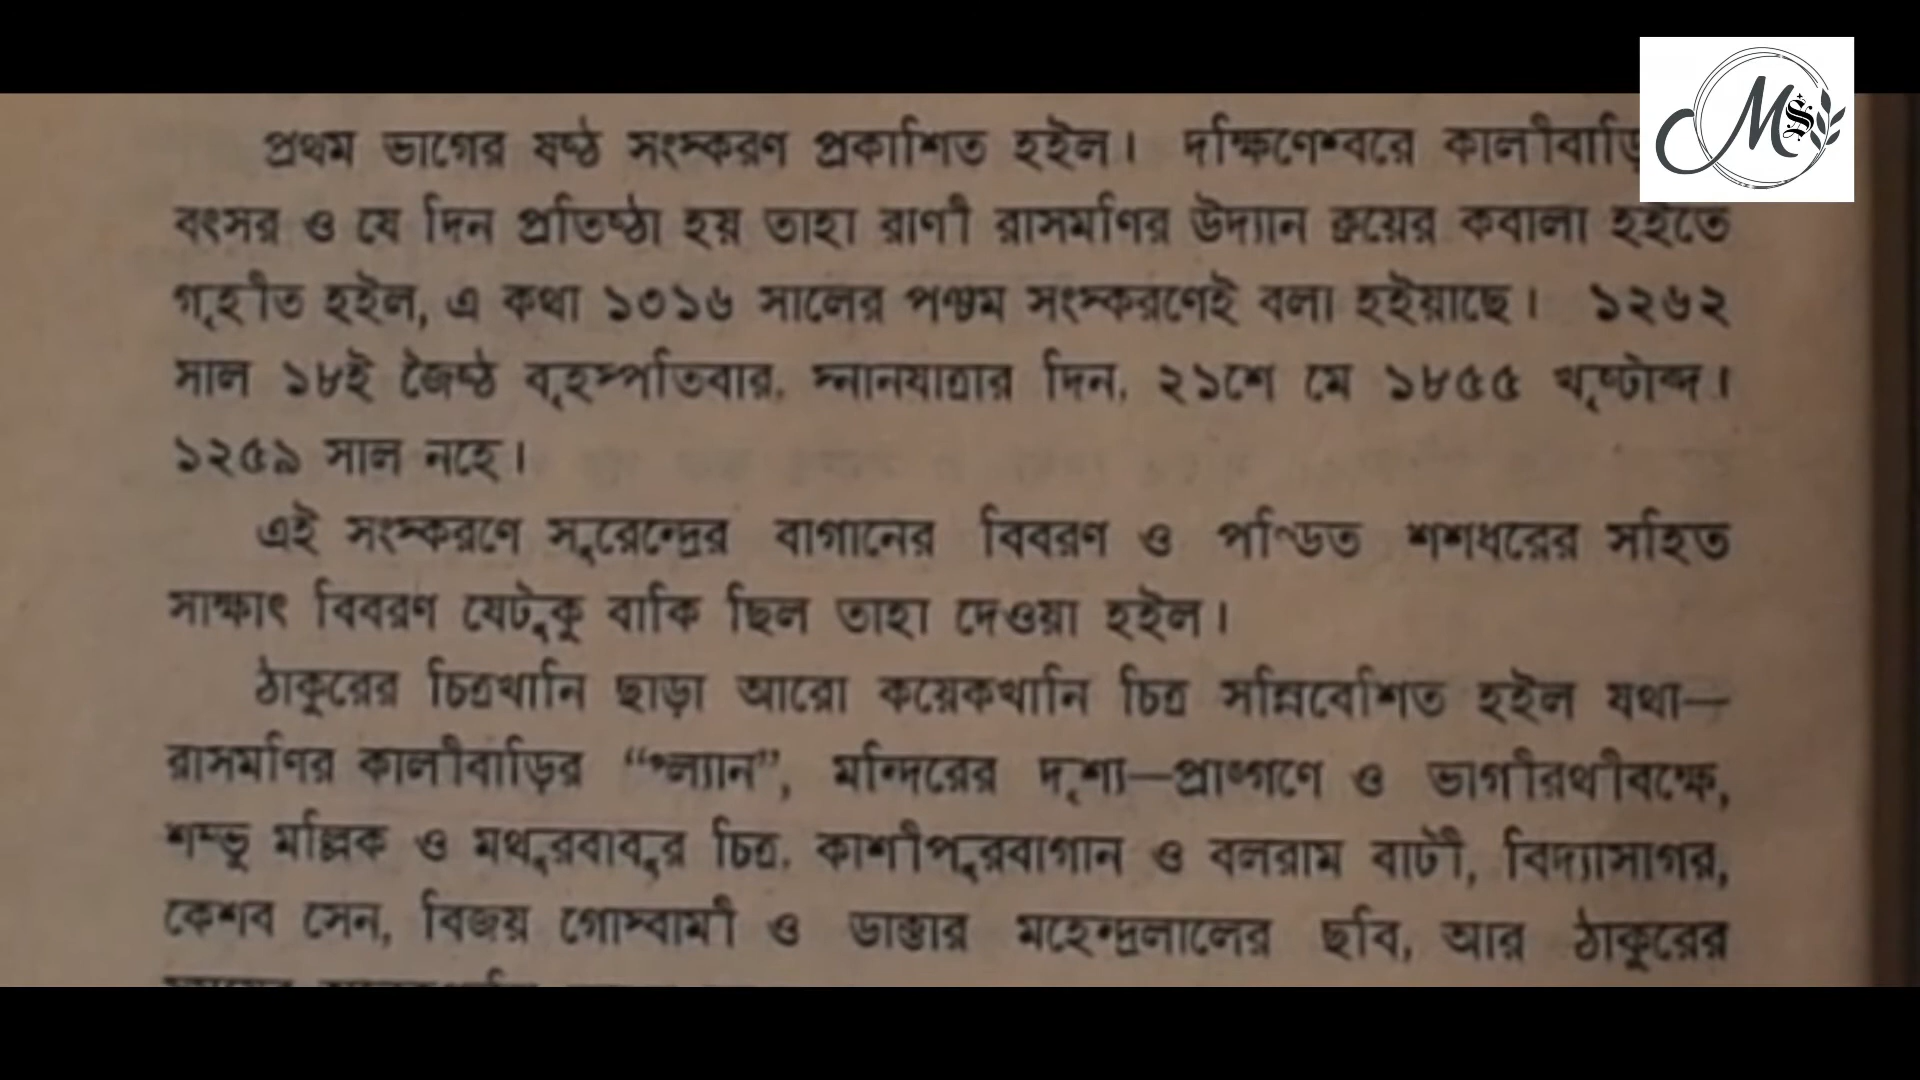 প্রথম ভাগের ষষ্ঠ সংস্করণ প্রকাশিত হইল। দক্ষিণেশ্বরে কালীবাড়ি
বৎসর ও যে দিন প্রতিষ্ঠা হয় তাহা রাণী রাসমণির উদ্যান ক্রয়ের কবালা হইতে
গৃহীত হইল, এ কথা ১৩১৬ সালের পঞ্চম সংস্করণেই বলা হইয়াছে। ১২৬২
সাল ১৮ই জ্যৈষ্ঠ বৃহস্পতিবার, স্নানযাত্রার দিন, ২১শে মে ১৮৫৫ খৃষ্টাব্দ।
১২৫৯ সাল নহে।
এই সংস্করণে সুরেন্দ্রের বাগানের বিবরণ ও পণ্ডিত শশধরের সহিত
সাক্ষাৎ বিবরণ যেটুকু বাকি ছিল তাহা দেওয়া হইল।
ঠাকুরের চিত্রখানি ছাড়া আরো কয়েকখানি চিত্র সন্নিবেশিত হইল যথা—
রাসমণির কালীবাড়ির “প্ল্যান”, মন্দিরের দৃশ্য—প্রাঙ্গণে ও ভাগীরথীবক্ষে,
শম্ভু মল্লিক ও মথুরবাবুর চিত্র, কাশীপুরবাগান ও বলরাম বাটী, বিদ্যাসাগর,
কেশব সেন, বিজয় গোস্বামী ও ডাক্তার মহেন্দ্রলালের ছবি, আর ঠাকুরের